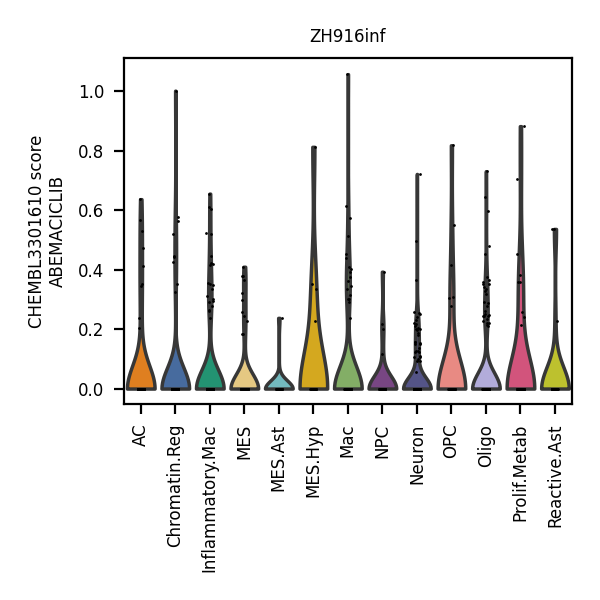 ZH916inf
CHEMBL3301610 score
ABEMACICLIB
1.0
0.8
0.6
0.4
0.2
0.0
AC
Chromatin.Reg
Inflammatory.Mac
MES
MES.Ast
MES.Hyp
Mac
NPC
Neuron
OPC
Oligo
Prolif.Metab
Reactive.Ast